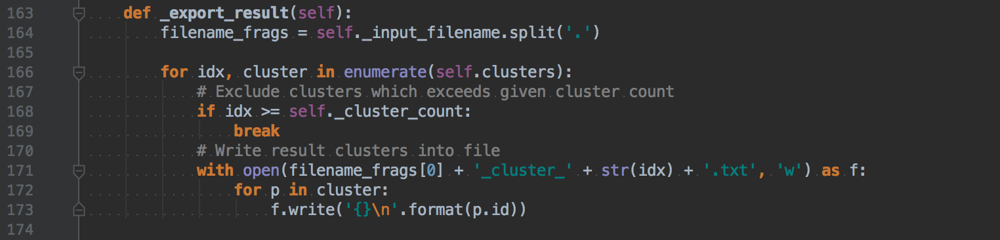 163 def _export_result(self):
164 filename_frags = self._input_filename.split('.')
165
166 for idx, cluster in enumerate(self.clusters):
167 # Exclude clusters which exceeds given cluster count
168 if idx >= self._cluster_count:
169 break
170 # Write result clusters into file
171 with open(filename_frags[0] + '_cluster_' + str(idx) + '.txt', 'w') as f:
172 for p in cluster:
173 f.write('{}\n'.format(p.id))
174